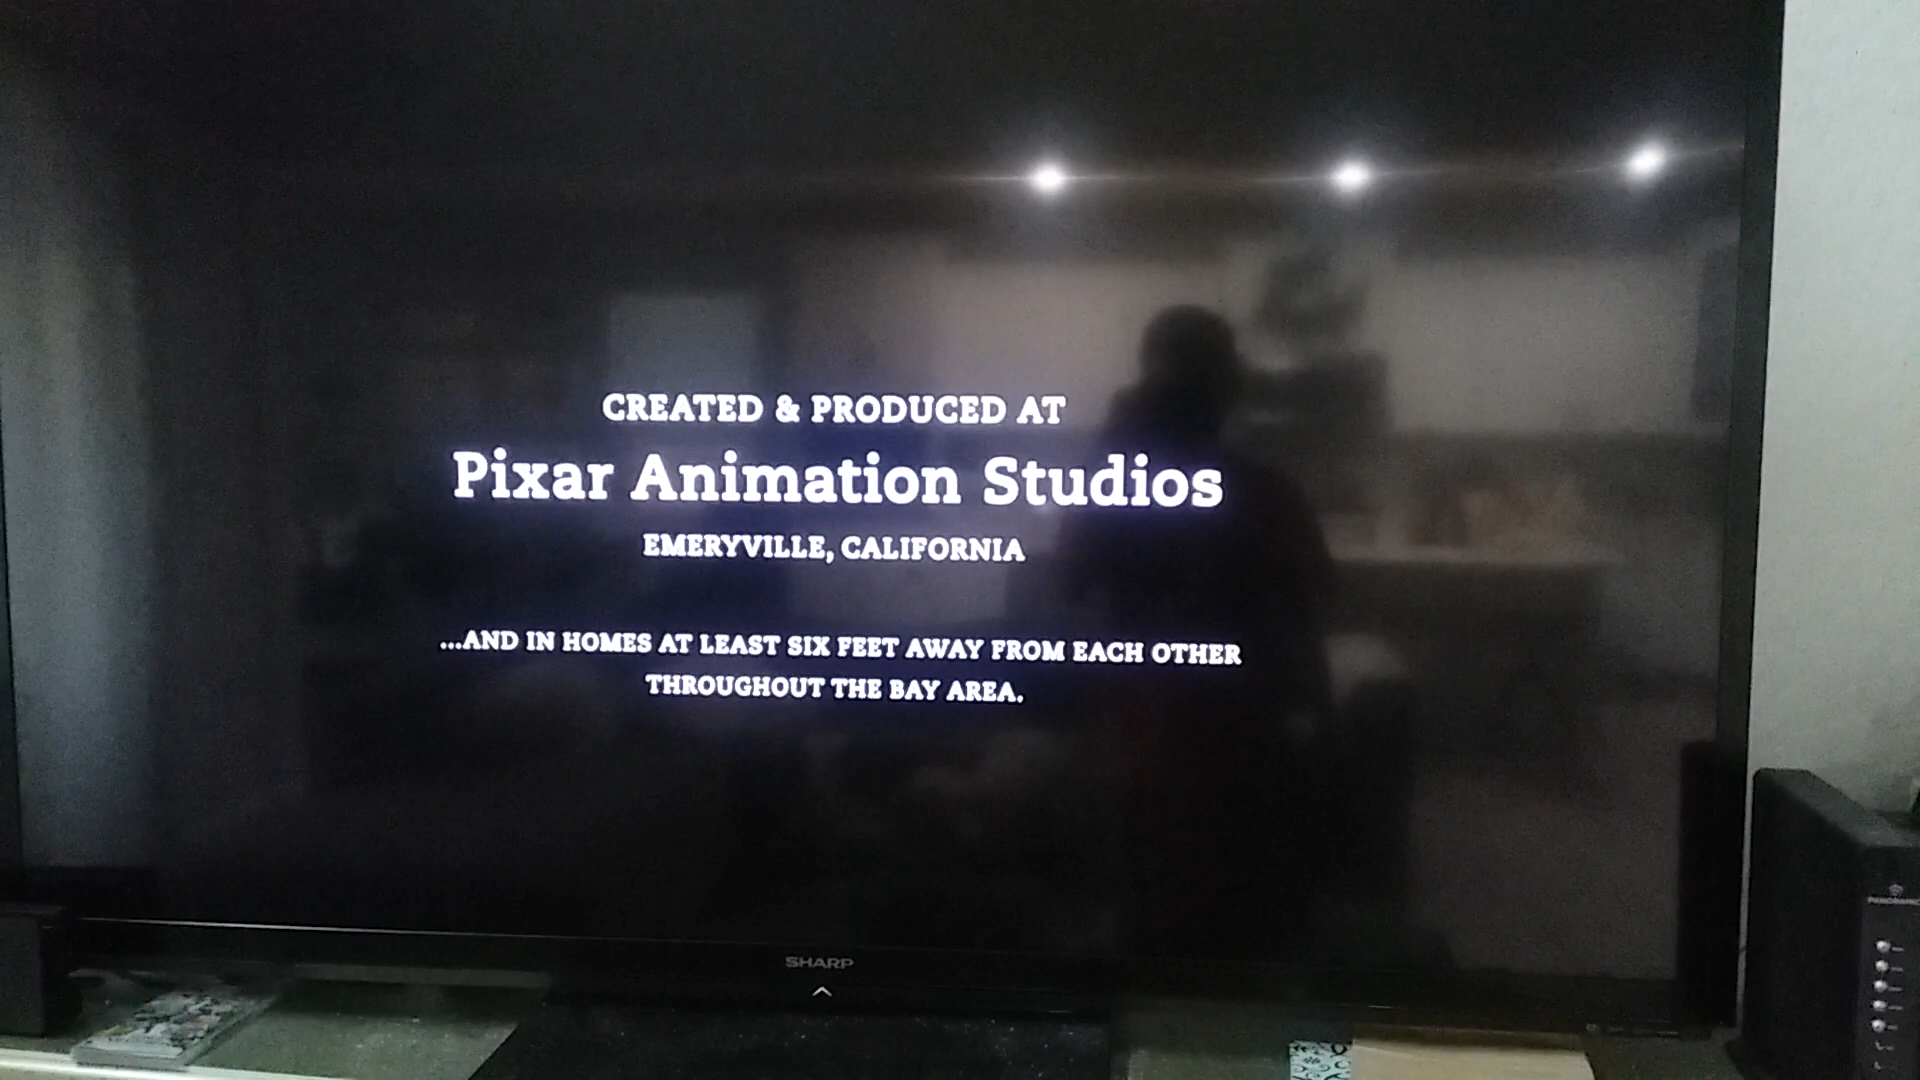 CREATED & PRODUCED AT
Pixar Animation Studios
EMERYVILLE, CALIFORNIA
...AND IN HOMES AT LEAST SIX FEET AWAY FROM EACH OTHER
THROUGHOUT THE BAY AREA.
SHARP